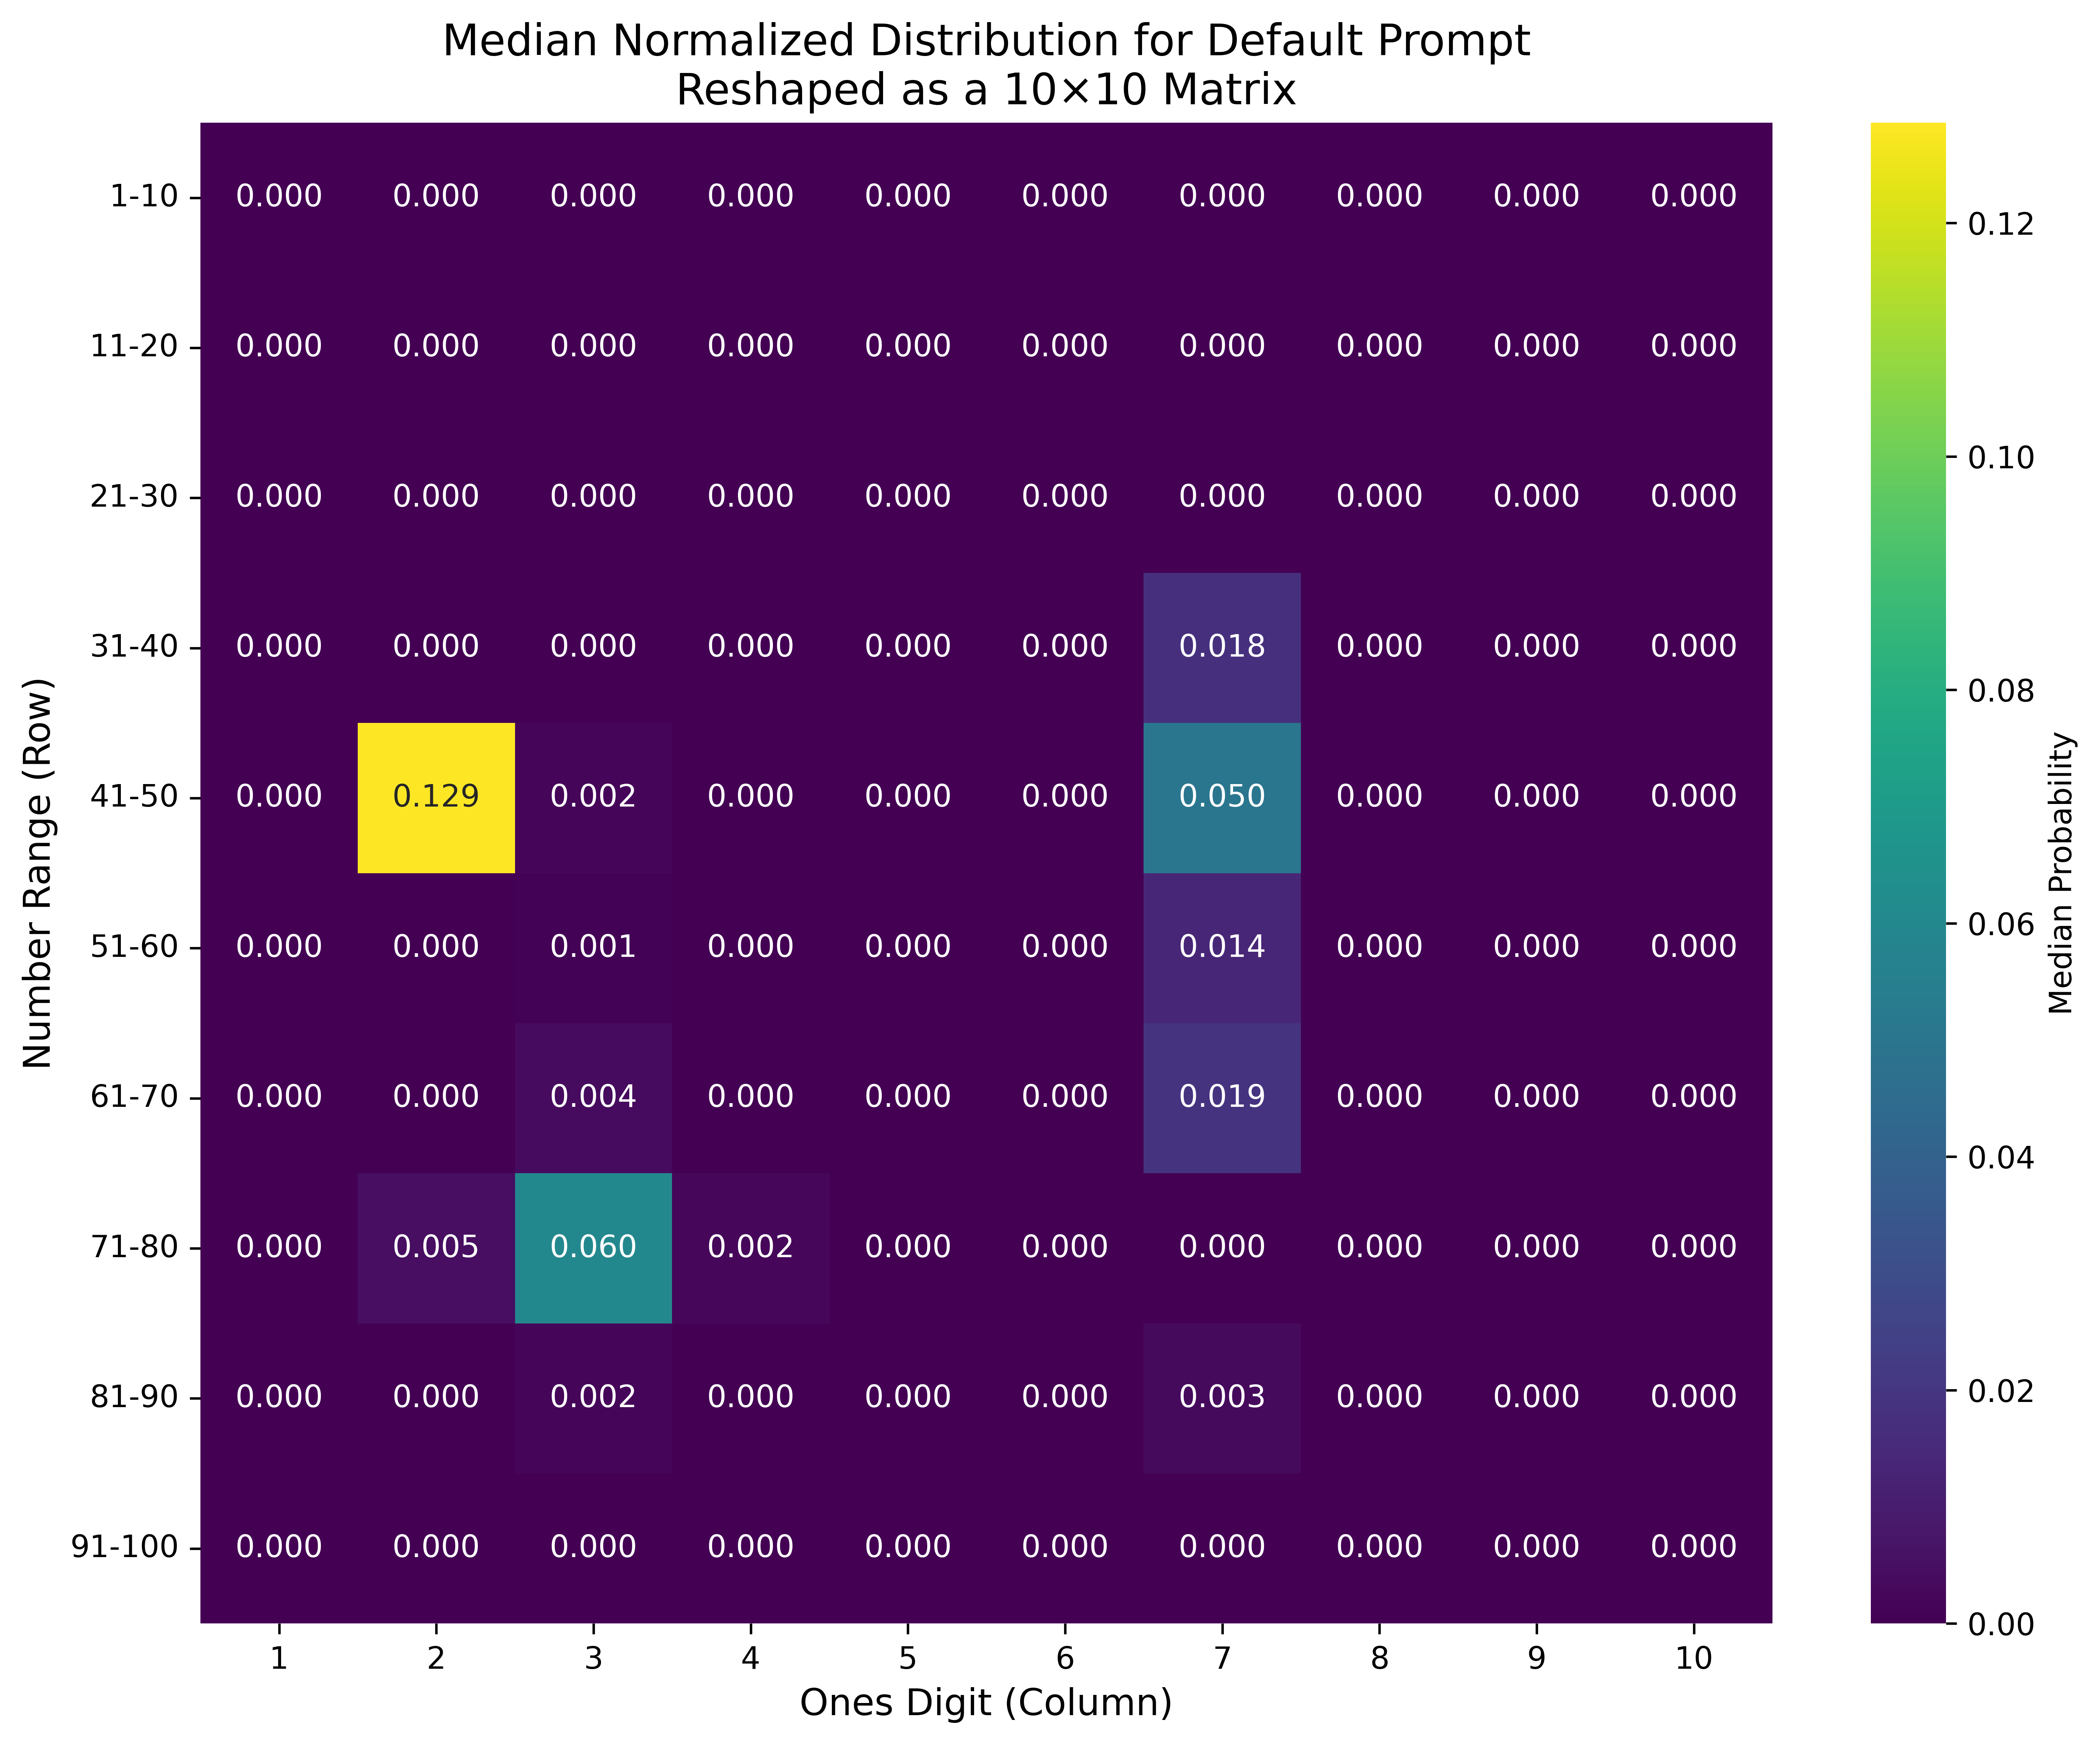 Median Normalized Distribution for Default Prompt
Reshaped as a 10×10 Matrix
Number Range (Row)
1-10 0.000 0.000 0.000 0.000 0.000 0.000 0.000 0.000 0.000 0.000
11-20 0.000 0.000 0.000 0.000 0.000 0.000 0.000 0.000 0.000 0.000
21-30 0.000 0.000 0.000 0.000 0.000 0.000 0.000 0.000 0.000 0.000
31-40 0.000 0.000 0.000 0.000 0.000 0.000 0.018 0.000 0.000 0.000
41-50 0.000 0.129 0.002 0.000 0.000 0.000 0.050 0.000 0.000 0.000
51-60 0.000 0.000 0.001 0.000 0.000 0.000 0.014 0.000 0.000 0.000
61-70 0.000 0.000 0.004 0.000 0.000 0.000 0.019 0.000 0.000 0.000
71-80 0.000 0.005 0.060 0.002 0.000 0.000 0.000 0.000 0.000 0.000
81-90 0.000 0.000 0.002 0.000 0.000 0.000 0.003 0.000 0.000 0.000
91-100 0.000 0.000 0.000 0.000 0.000 0.000 0.000 0.000 0.000 0.000
1 2 3 4 5 6 7 8 9 10
Ones Digit (Column)
0.12
0.10
0.08
0.06
0.04
0.02
0.00
Median Probability